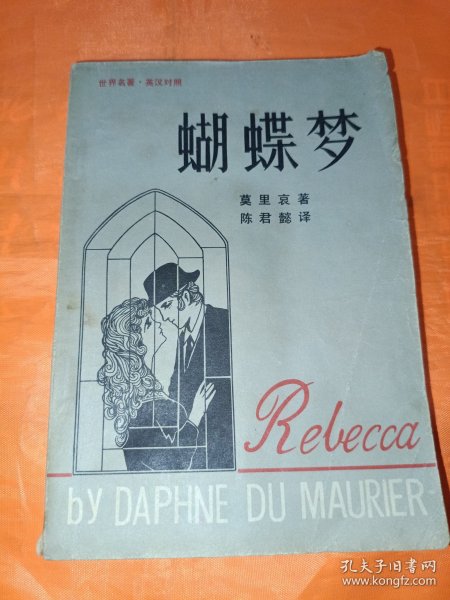 世界名著·英汉对照
蝴蝶梦
莫里哀著
陈君懿译
Rebecca
by DAPHNE DU MAURIER
孔夫子旧书网
www.kongfz.com